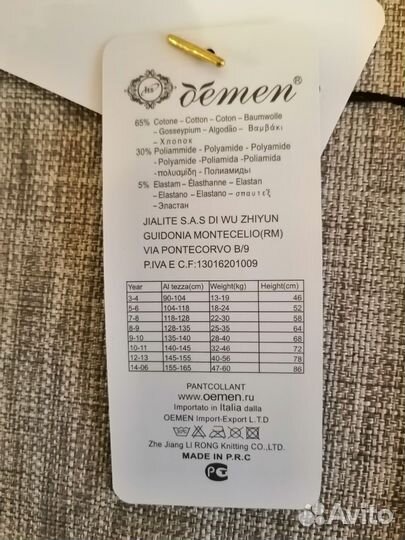 öemen®
65% Cotone - Cotton - Coton - Baumwolle
- Gosseypium - Algodão - Βαμβάκι
- Хлопок
30% Poliammide - Polyamide - Polyamide
- Polyamide -Poliamida - Poliamida
-πολυαμίδη - Полиамиды
5% Elastam - Élasthanne - Elastan
- Elastano - Elastano - σπαντεξ
- Эластан
JIALITE S.A.S DI WU ZHIYUN
GUIDONIA MONTECELIO(RM)
VIA PONTECORVO B/9
P.IVA E C.F:13016201009
Year Al tezza(cm) Weight(kg) Height(cm)
3-4 90-104 13-19 46
5-6 104-118 18-24 52
7-8 118-128 22-30 58
8-9 128-135 25-35 64
9-10 135-140 28-40 68
10-11 140-145 32-46 72
12-13 145-155 40-56 78
14-06 155-165 47-60 86
PANTCOLLANT
www.oemen.ru
Importato in Italia dalla
OEMEN Import-Export L.T.D
Zhe Jiang LI RONG Knitting CO.,LTD.
MADE IN P.R.C
Avito